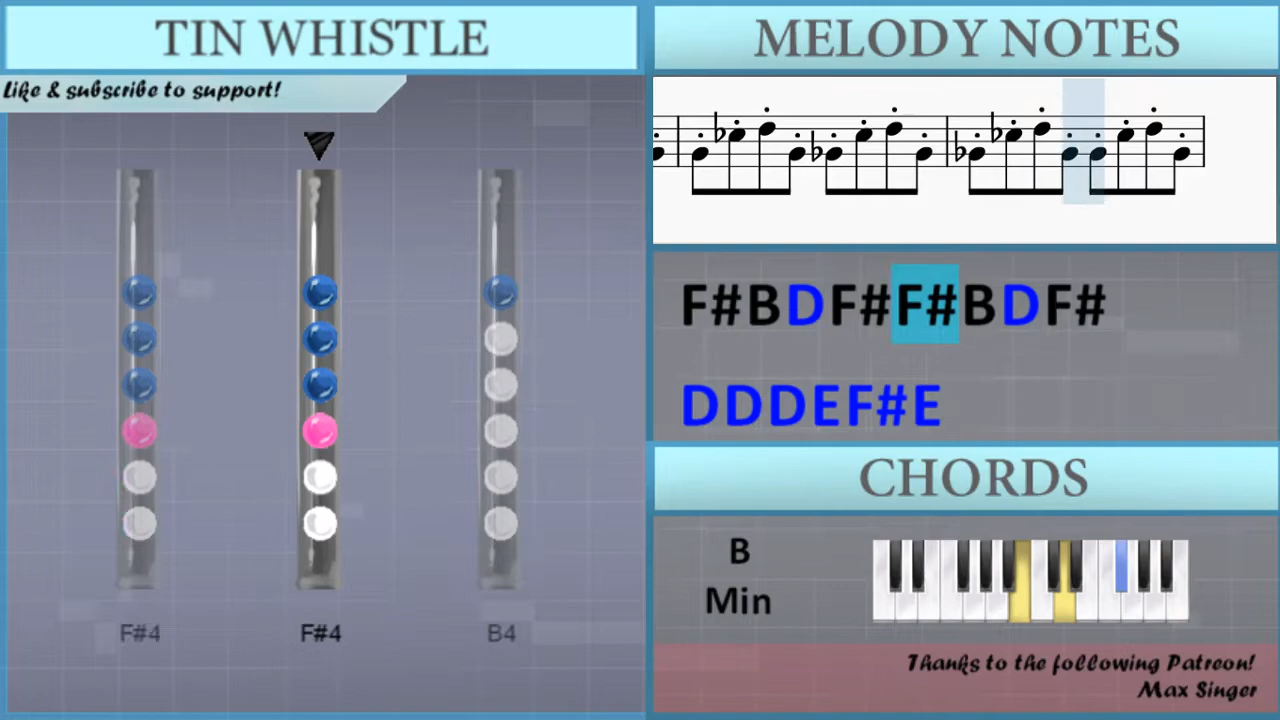 TIN WHISTLE
Like & subscribe to support!
F#4
F#4
B4
MELODY NOTES
F#BDF#F#BDF#
DDDEF#E
CHORDS
B
Min
Thanks to the following Patreon!
Max Singer